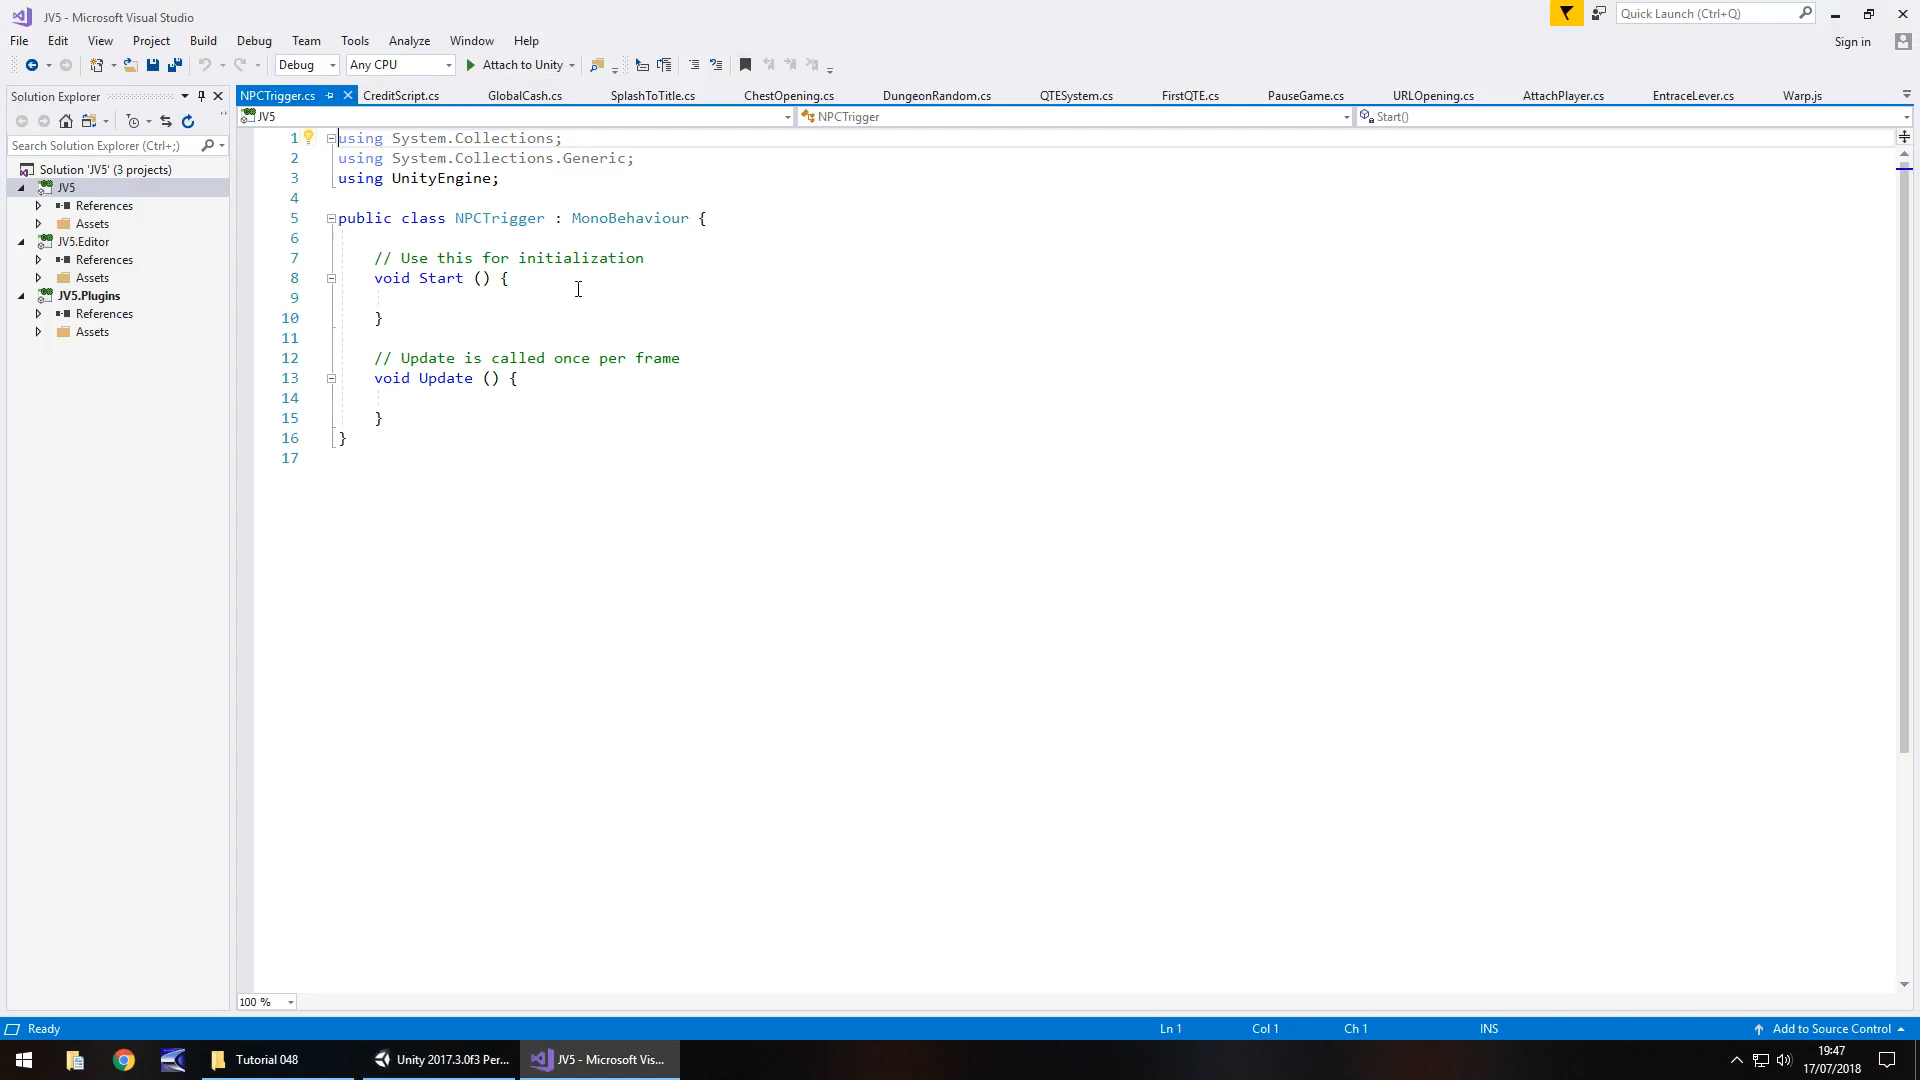 JV5 - Microsoft Visual Studio
Quick Launch (Ctrl+Q)
File Edit View Project Build Debug Team Tools Analyze Window Help
Sign in
Debug Any CPU Attach to Unity
Solution Explorer
NPCTrigger.cs CreditScript.cs GlobalCash.cs SplashToTitle.cs ChestOpening.cs DungeonRandom.cs QTESystem.cs FirstQTE.cs PauseGame.cs URLOpening.cs AttachPlayer.cs EntraceLever.cs Warp.js
JV5 NPCTrigger Start()
Search Solution Explorer (Ctrl+;)
Solution 'JV5' (3 projects)
JV5
References
Assets
JV5.Editor
References
Assets
JV5.Plugins
References
Assets
1 using System.Collections;
2 using System.Collections.Generic;
3 using UnityEngine;
4
5 public class NPCTrigger : MonoBehaviour {
6
7 // Use this for initialization
8 void Start () {
9
10 }
11
12 // Update is called once per frame
13 void Update () {
14
15 }
16 }
17
100 %
Ready Ln 1 Col 1 Ch 1 INS Add to Source Control
Tutorial 048 Unity 2017.3.0f3 Per... JV5 - Microsoft Vis...
19:47
17/07/2018